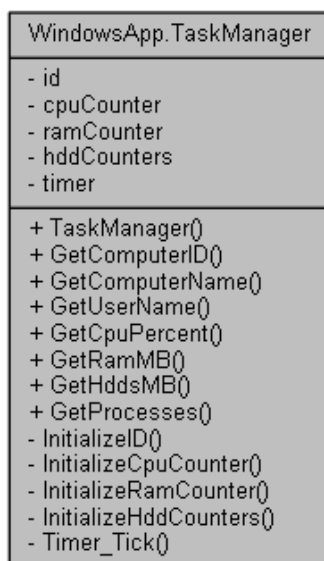 WindowsApp.TaskManager
- id
- cpuCounter
- ramCounter
- hddCounters
- timer
+ TaskManager()
+ GetComputerID()
+ GetComputerName()
+ GetUserName()
+ GetCpuPercent()
+ GetRamMB()
+ GetHddsMB()
+ GetProcesses()
- InitializeID()
- InitializeCpuCounter()
- InitializeRamCounter()
- InitializeHddCounters()
- Timer_Tick()